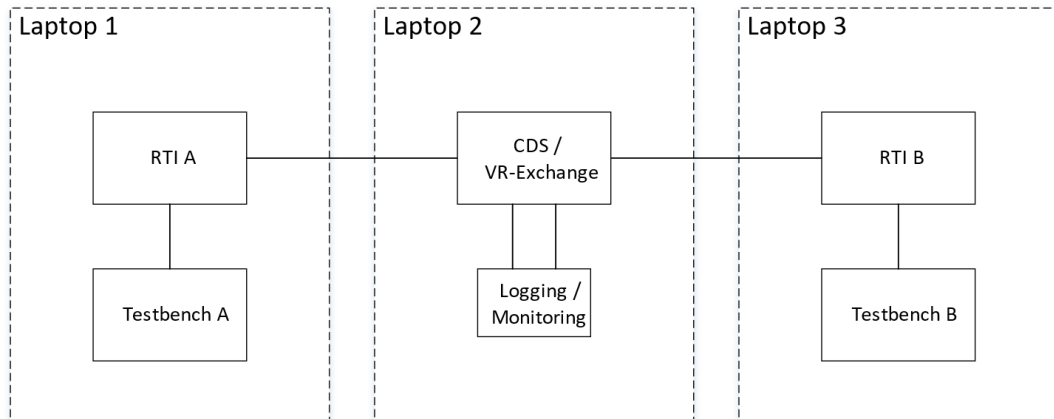 Laptop 1
Laptop 2
Laptop 3
RTI A
CDS /
VR-Exchange
RTI B
Testbench A
Logging /
Monitoring
Testbench B